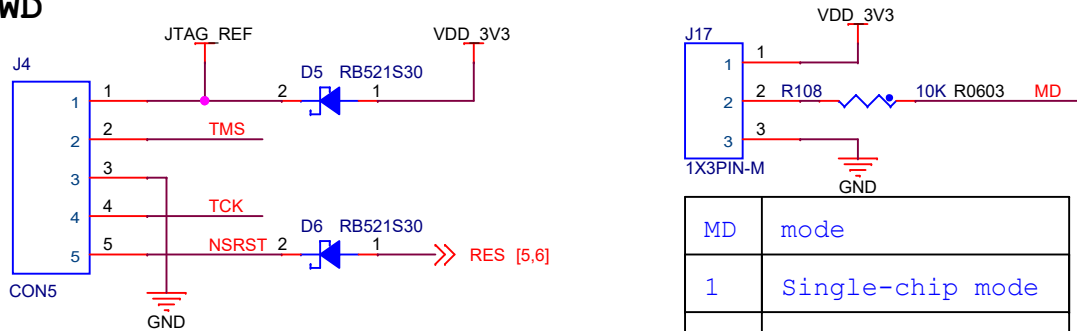 WD
JTAG_REF
VDD_3V3
J4
D5 RB521S30
1 1 2 1
2 2 TMS
3 3
4 4 TCK
D6 RB521S30
5 5 NSRST 2 1 RES [5,6]
CON5
GND
VDD_3V3
J17
1 1
2 2 R108 10K R0603 MD
3 3
1X3PIN-M
GND
MD mode
1 Single-chip mode